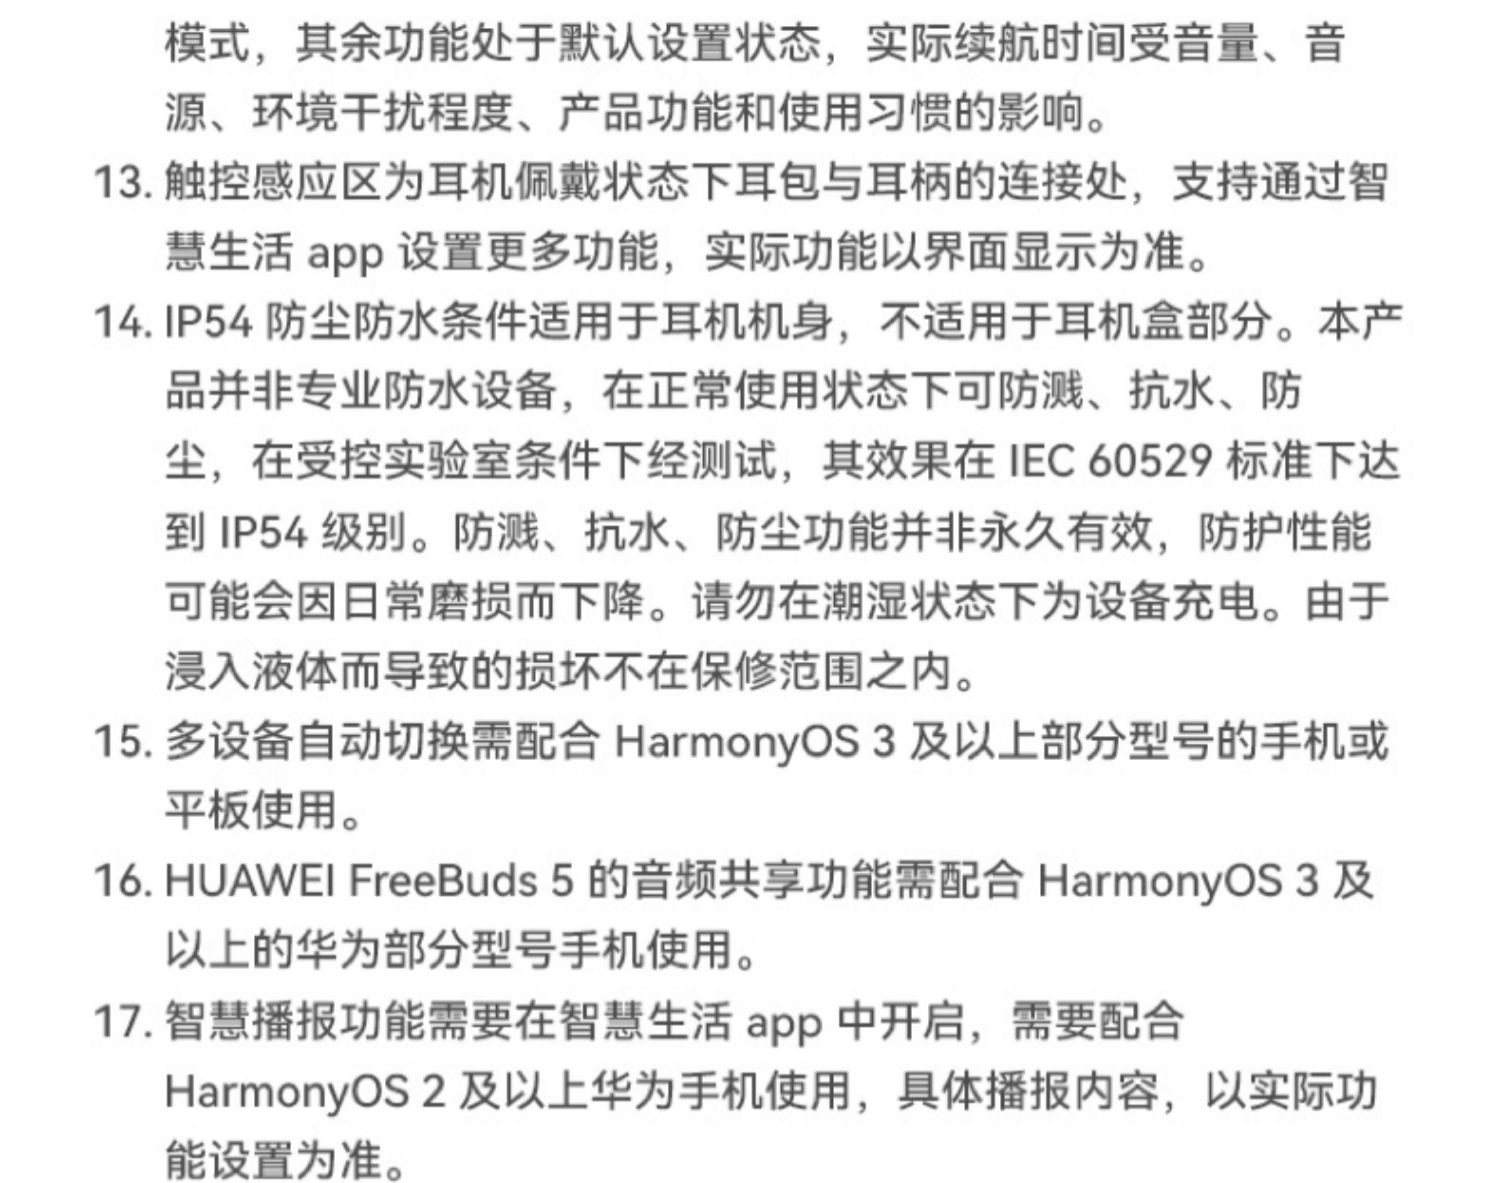 模式，其余功能处于默认设置状态，实际续航时间受音量、音
源、环境干扰程度、产品功能和使用习惯的影响。
13. 触控感应区为耳机佩戴状态下耳包与耳柄的连接处，支持通过智
慧生活 app 设置更多功能，实际功能以界面显示为准。
14. IP54 防尘防水条件适用于耳机机身，不适用于耳机盒部分。本产
品并非专业防水设备，在正常使用状态下可防溅、抗水、防
尘，在受控实验室条件下经测试，其效果在 IEC 60529 标准下达
到 IP54 级别。防溅、抗水、防尘功能并非永久有效，防护性能
可能会因日常磨损而下降。请勿在潮湿状态下为设备充电。由于
浸入液体而导致的损坏不在保修范围之内。
15. 多设备自动切换需配合 HarmonyOS 3 及以上部分型号的手机或
平板使用。
16. HUAWEI FreeBuds 5 的音频共享功能需配合 HarmonyOS 3 及
以上的华为部分型号手机使用。
17. 智慧播报功能需要在智慧生活 app 中开启，需要配合
HarmonyOS 2 及以上华为手机使用，具体播报内容，以实际功
能设置为准。